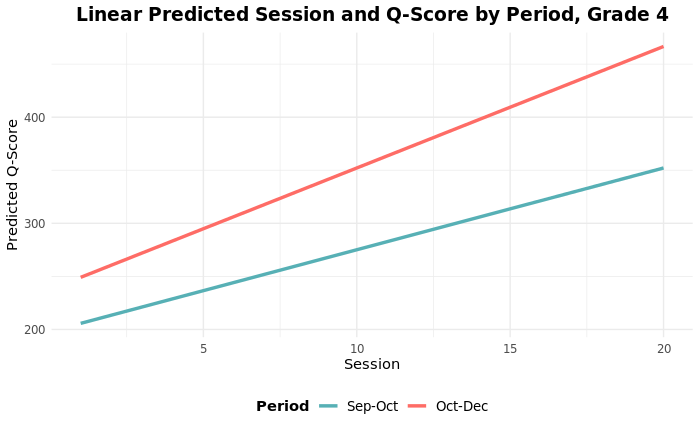 Linear Predicted Session and Q-Score by Period, Grade 4
Predicted Q-Score
400
300
200
5 10 15 20
Session
Period Sep-Oct Oct-Dec